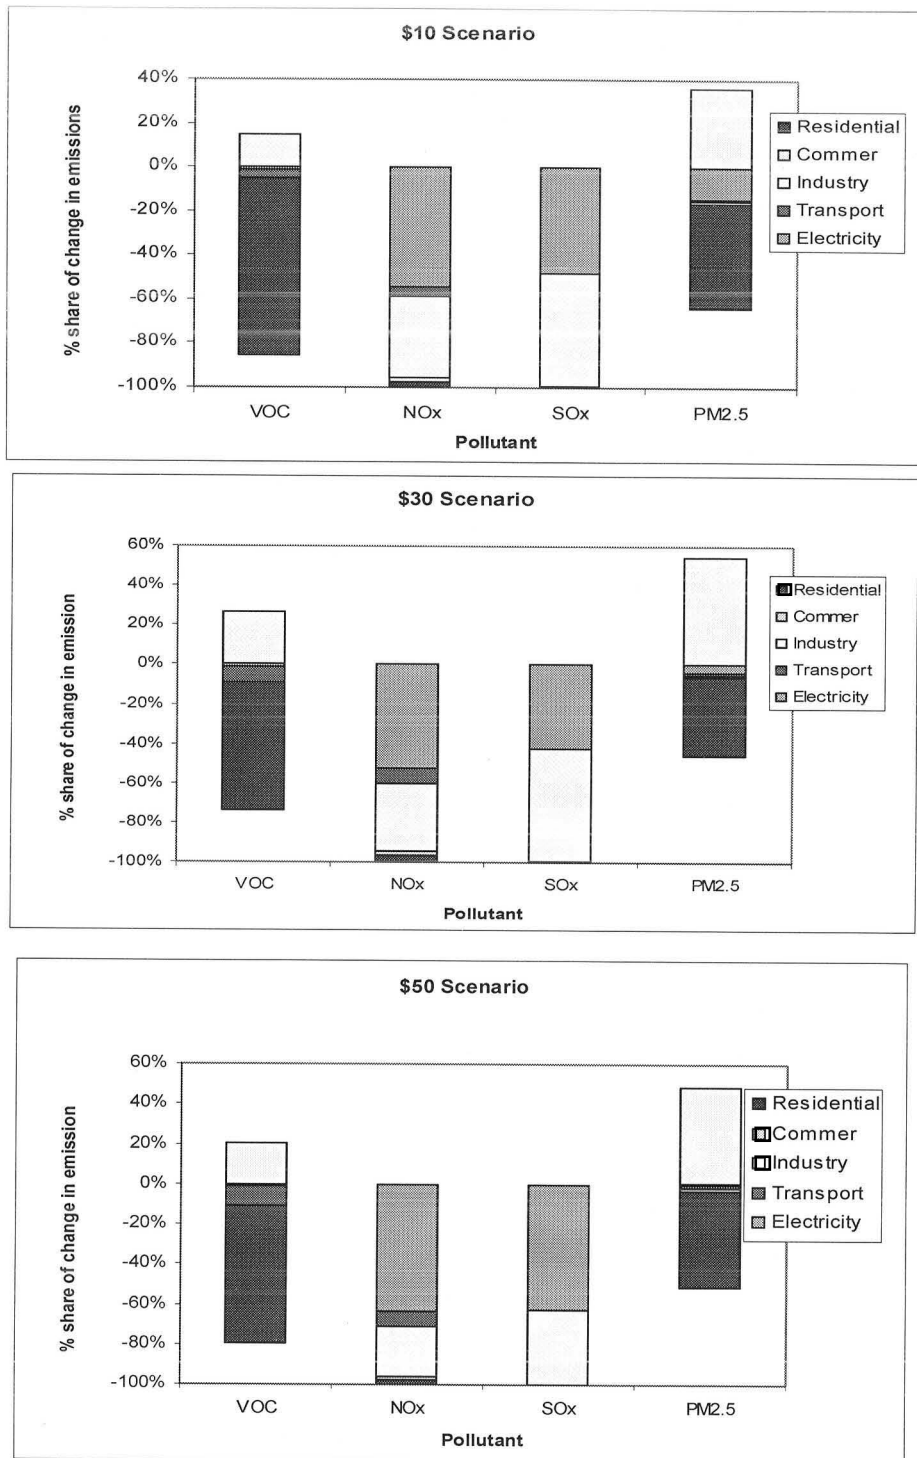 $10 Scenario
% share of change in emissions
40%
20%
0%
-20%
-40%
-60%
-80%
-100%
VOC NOx SOx PM2.5
Pollutant
Residential
Commer
Industry
Transport
Electricity
$30 Scenario
% share of change in emission
60%
40%
20%
0%
-20%
-40%
-60%
-80%
-100%
VOC NOx SOx PM2.5
Pollutant
Residential
Commer
Industry
Transport
Electricity
$50 Scenario
% share of change in emission
60%
40%
20%
0%
-20%
-40%
-60%
-80%
-100%
VOC NOx SOx PM2.5
Pollutant
Residential
Commer
Industry
Transport
Electricity